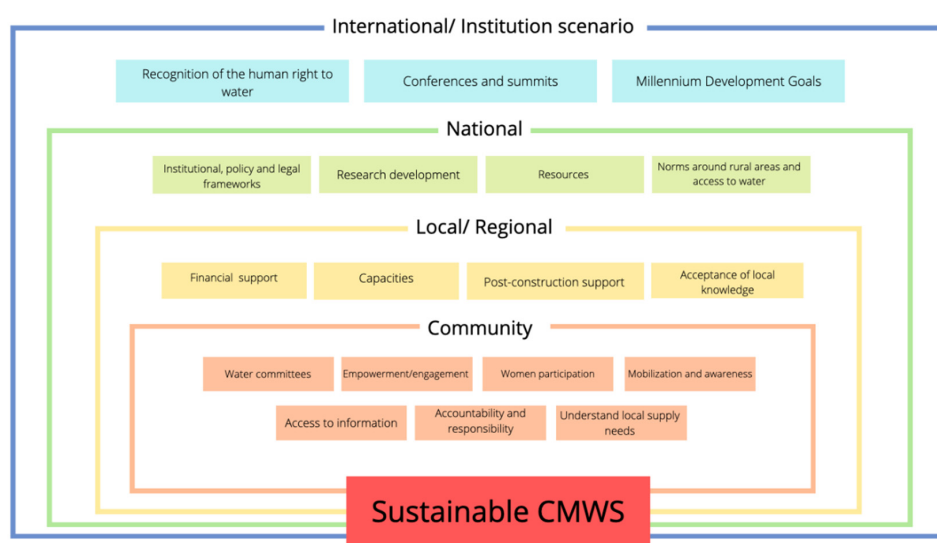 International/ Institution scenario
Recognition of the human right to
water
Conferences and summits
Millennium Development Goals
National
Institutional, policy and legal
frameworks
Research development
Resources
Norms around rural areas and
access to water
Local/ Regional
Financial support
Capacities
Post-construction support
Acceptance of local
knowledge
Community
Water committees
Empowerment/engagement
Women participation
Mobilization and awareness
Access to information
Accountability and
responsibility
Understand local supply
needs
Sustainable CMWS